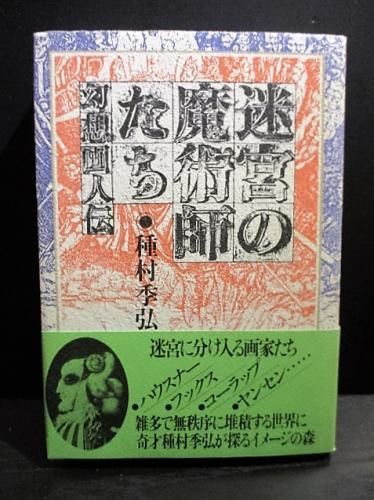 迷宮の
魔術師
たち
幻想画人伝
●種村季弘
迷宮に分け入る画家たち
●ハウスナー
●フックス
●コーラップ
●ヤンセン……
雑多で無秩序に堆積する世界に
奇才種村季弘が探るイメージの森